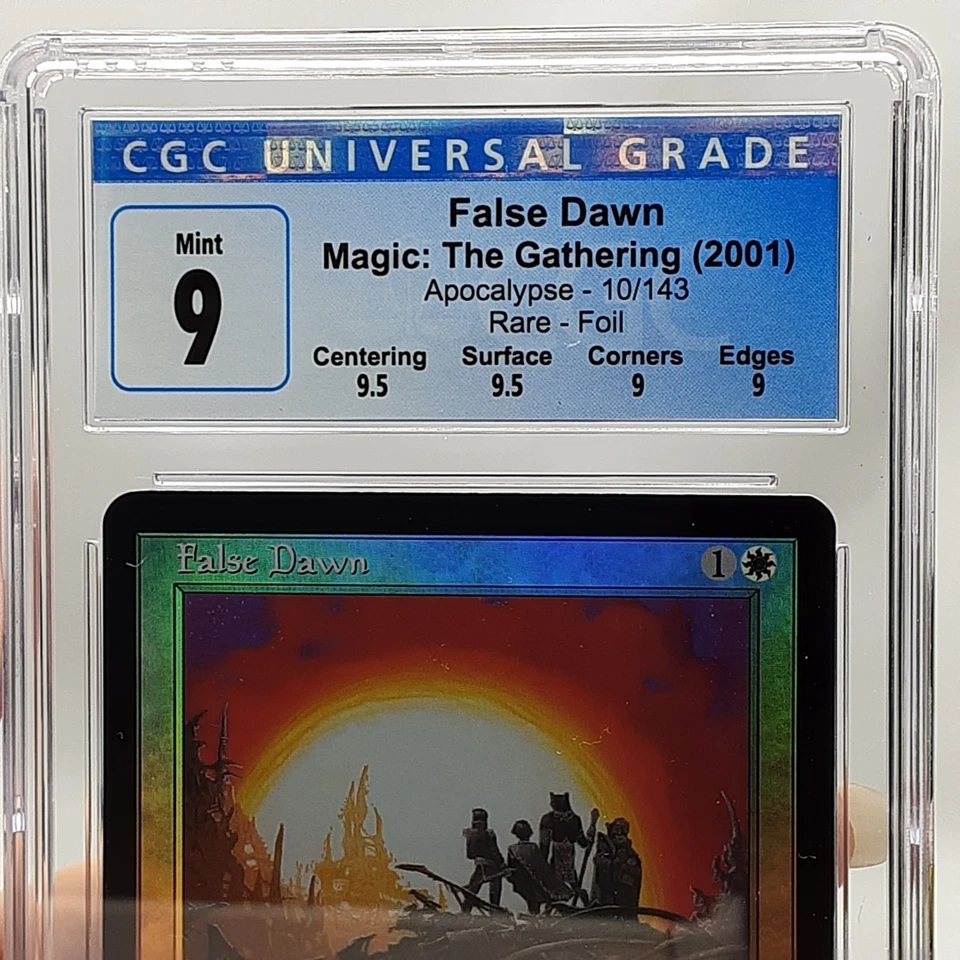 CGC UNIVERSAL GRADE
Mint
9
False Dawn
Magic: The Gathering (2001)
Apocalypse - 10/143
Rare - Foil
Centering Surface Corners Edges
9.5 9.5 9 9
False Dawn 1